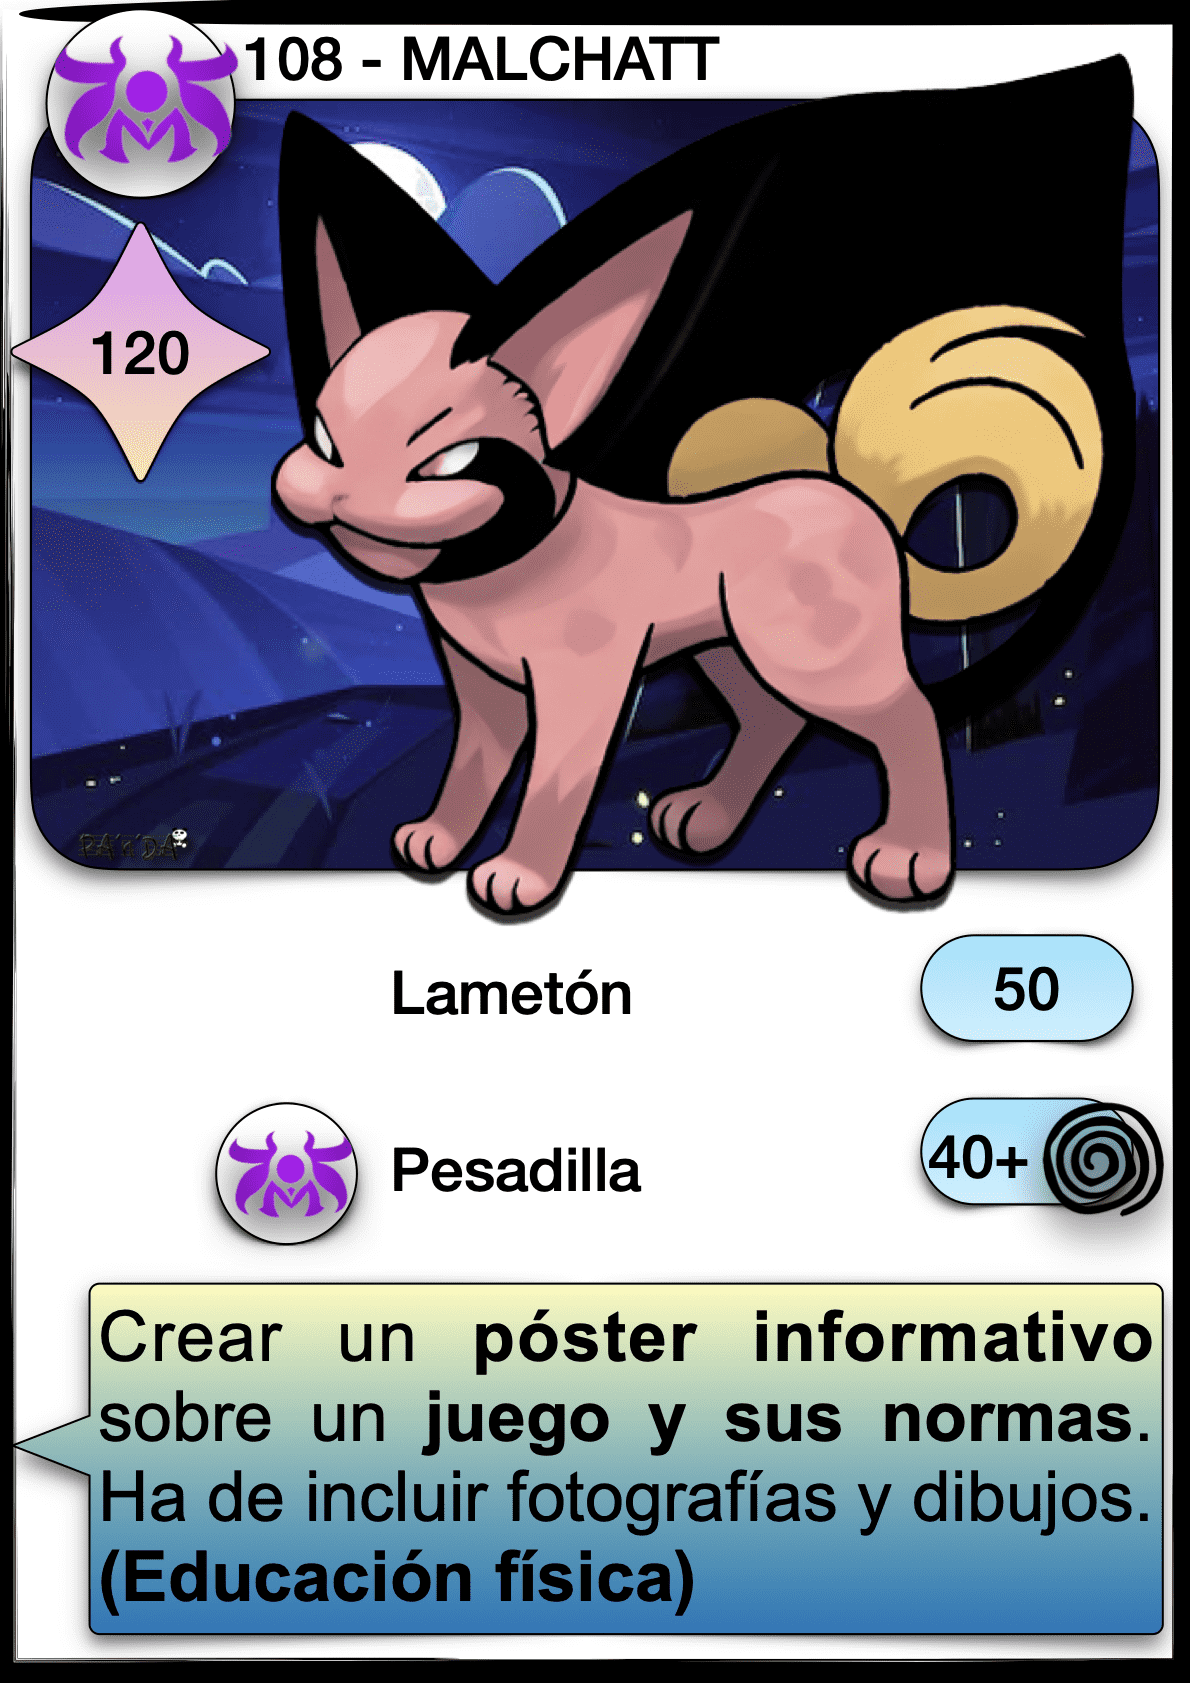 108 - MALCHATT
120
Lametón
50
Pesadilla
40+
Crear un póster informativo
sobre un juego y sus normas.
Ha de incluir fotografías y dibujos.
(Educación física)